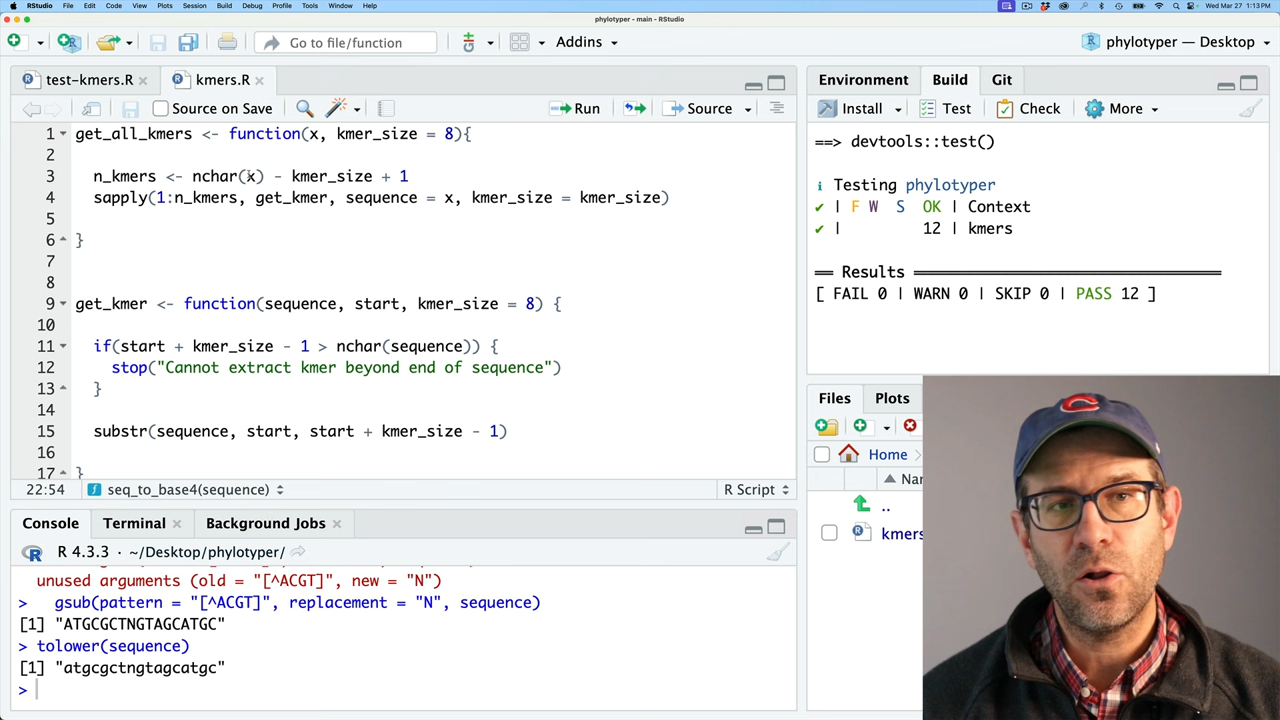 RStudio File Edit Code View Plots Session Build Debug Profile Tools Window Help Wed Mar 27 1:13 PM
phylotyper - main - RStudio
Go to file/function Addins phylotyper — Desktop
test-kmers.R kmers.R
Source on Save Run Source
1 get_all_kmers <- function(x, kmer_size = 8){
2
3 n_kmers <- nchar(x) - kmer_size + 1
4 sapply(1:n_kmers, get_kmer, sequence = x, kmer_size = kmer_size)
5
6 }
7
8
9 get_kmer <- function(sequence, start, kmer_size = 8) {
10
11 if(start + kmer_size - 1 > nchar(sequence)) {
12 stop("Cannot extract kmer beyond end of sequence")
13 }
14
15 substr(sequence, start, start + kmer_size - 1)
16
17 }
22:54 seq_to_base4(sequence) R Script
Console Terminal Background Jobs
R 4.3.3 · ~/Desktop/phylotyper/
unused arguments (old = "[^ACGT]", new = "N")
> gsub(pattern = "[^ACGT]", replacement = "N", sequence)
[1] "ATGCGCTNGTAGCATGC"
> tolower(sequence)
[1] "atgcgctngtagcatgc"
>
Environment Build Git
Install Test Check More
==> devtools::test()
ℹ Testing phylotyper
✔ | F W S OK | Context
✔ | 12 | kmers
══ Results ════════════════════════
[ FAIL 0 | WARN 0 | SKIP 0 | PASS 12 ]
Files Plots
Home
..